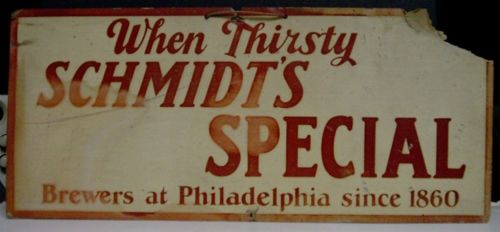 When Thirsty
SCHMIDT'S
SPECIAL
Brewers at Philadelphia since 1860